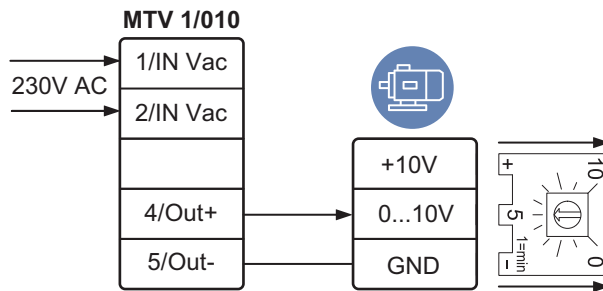 MTV 1/010
1/IN Vac
230V AC
2/IN Vac
4/Out+
5/Out-
+10V
0...10V
GND
+ 10
5
1=min
- 0